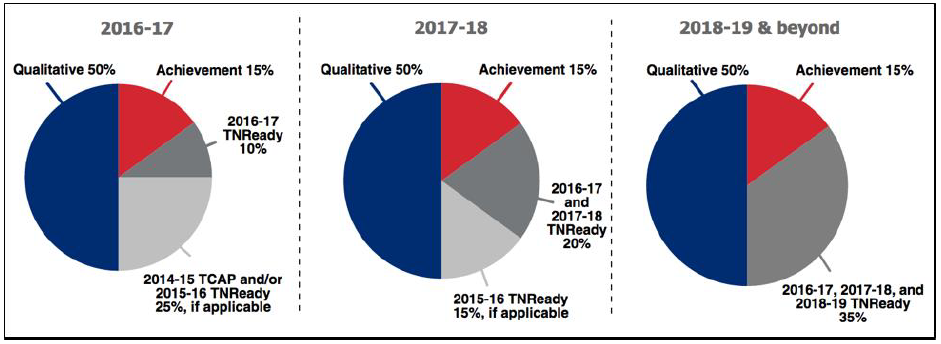 2016-17
Qualitative 50%
Achievement 15%
2016-17
TNReady
10%
2014-15 TCAP and/or
2015-16 TNReady
25%, if applicable
2017-18
Qualitative 50%
Achievement 15%
2016-17
and
2017-18
TNReady
20%
2015-16 TNReady
15%, if applicable
2018-19 & beyond
Qualitative 50%
Achievement 15%
2016-17, 2017-18, and
2018-19 TNReady
35%